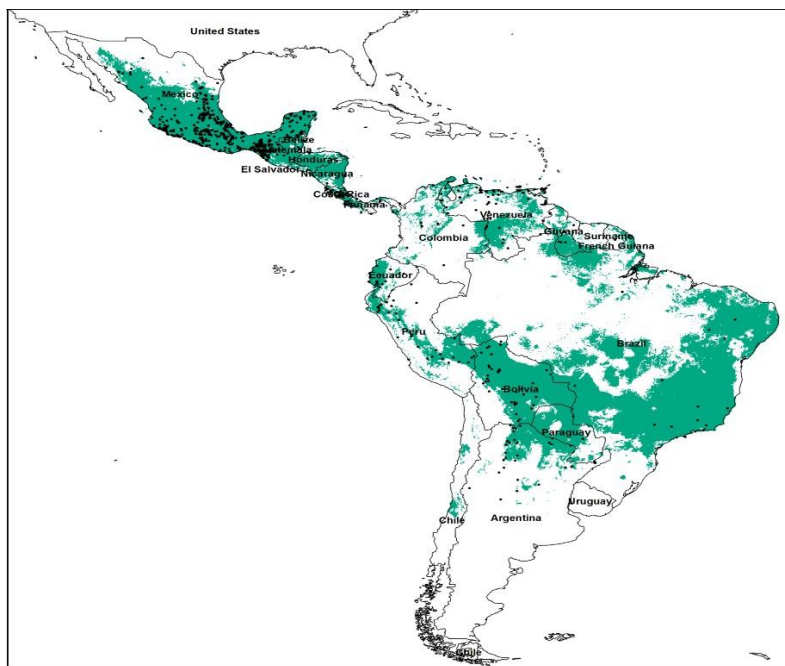 United States
Mexico
Belize
Guatemala
Honduras
El Salvador
Nicaragua
Costa Rica
Panama
Venezuela
Guyana
Suriname
French Guiana
Colombia
Ecuador
Peru
Brazil
Bolivia
Paraguay
Uruguay
Argentina
Chile
Chile